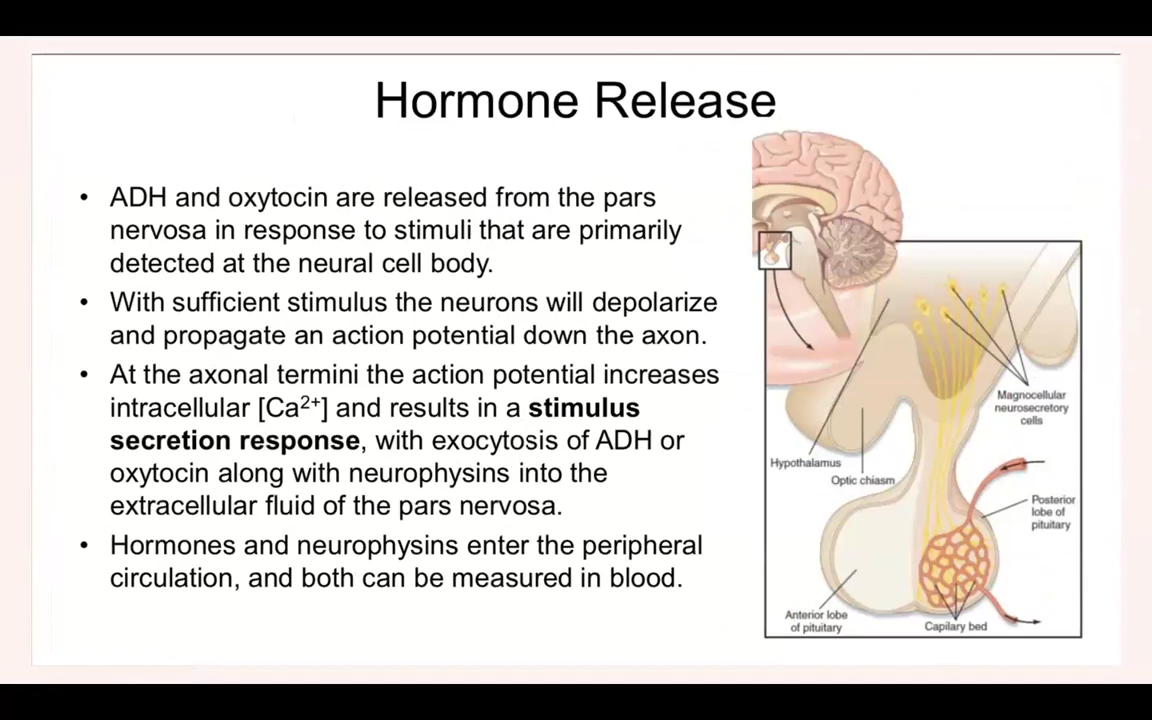 Hormone Release
• ADH and oxytocin are released from the pars
nervosa in response to stimuli that are primarily
detected at the neural cell body.
• With sufficient stimulus the neurons will depolarize
and propagate an action potential down the axon.
• At the axonal termini the action potential increases
intracellular [Ca²⁺] and results in a stimulus
secretion response, with exocytosis of ADH or
oxytocin along with neurophysins into the
extracellular fluid of the pars nervosa.
• Hormones and neurophysins enter the peripheral
circulation, and both can be measured in blood.
Magnocellular
neurosecretory
cells
Hypothalamus
Optic chiasm
Posterior
lobe of
pituitary
Anterior lobe
of pituitary
Capilary bed